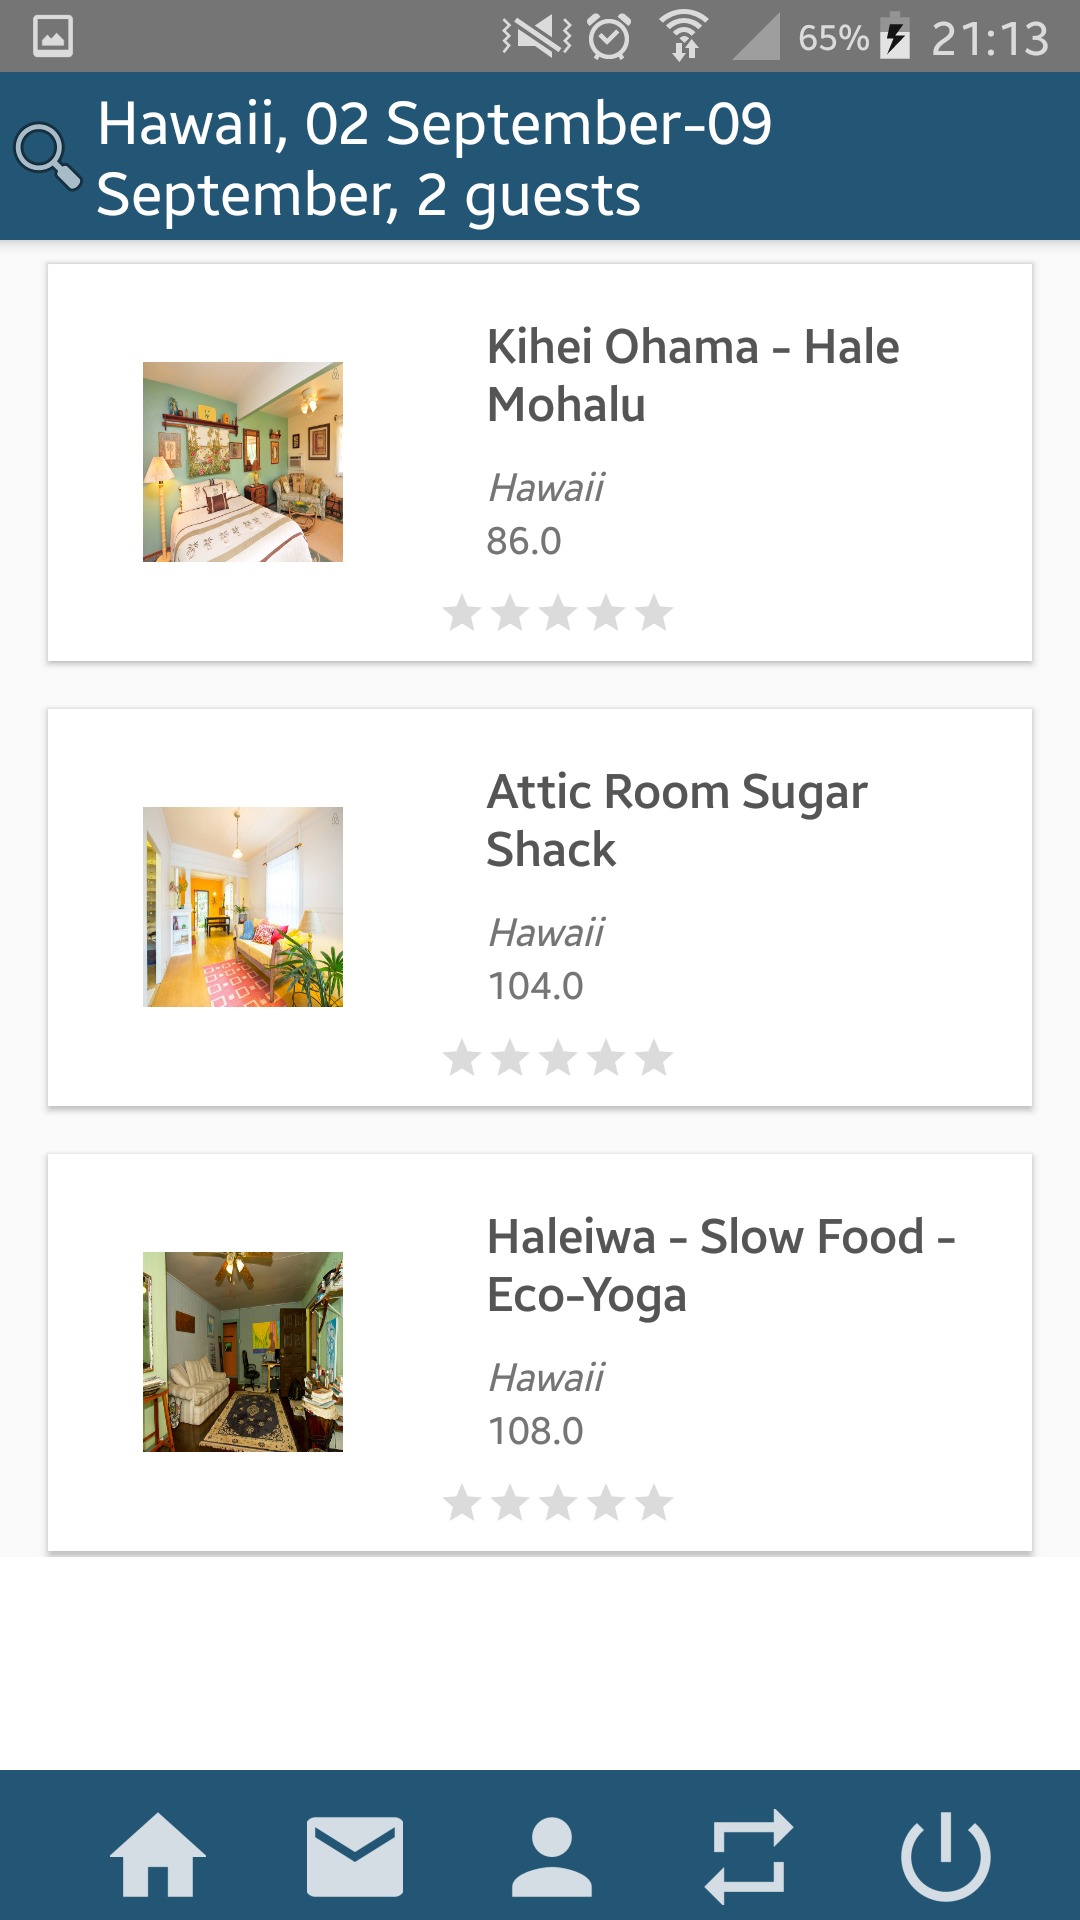 65% 21:13
Hawaii, 02 September-09
September, 2 guests
Kihei Ohama - Hale
Mohalu
Hawaii
86.0
Attic Room Sugar
Shack
Hawaii
104.0
Haleiwa - Slow Food -
Eco-Yoga
Hawaii
108.0